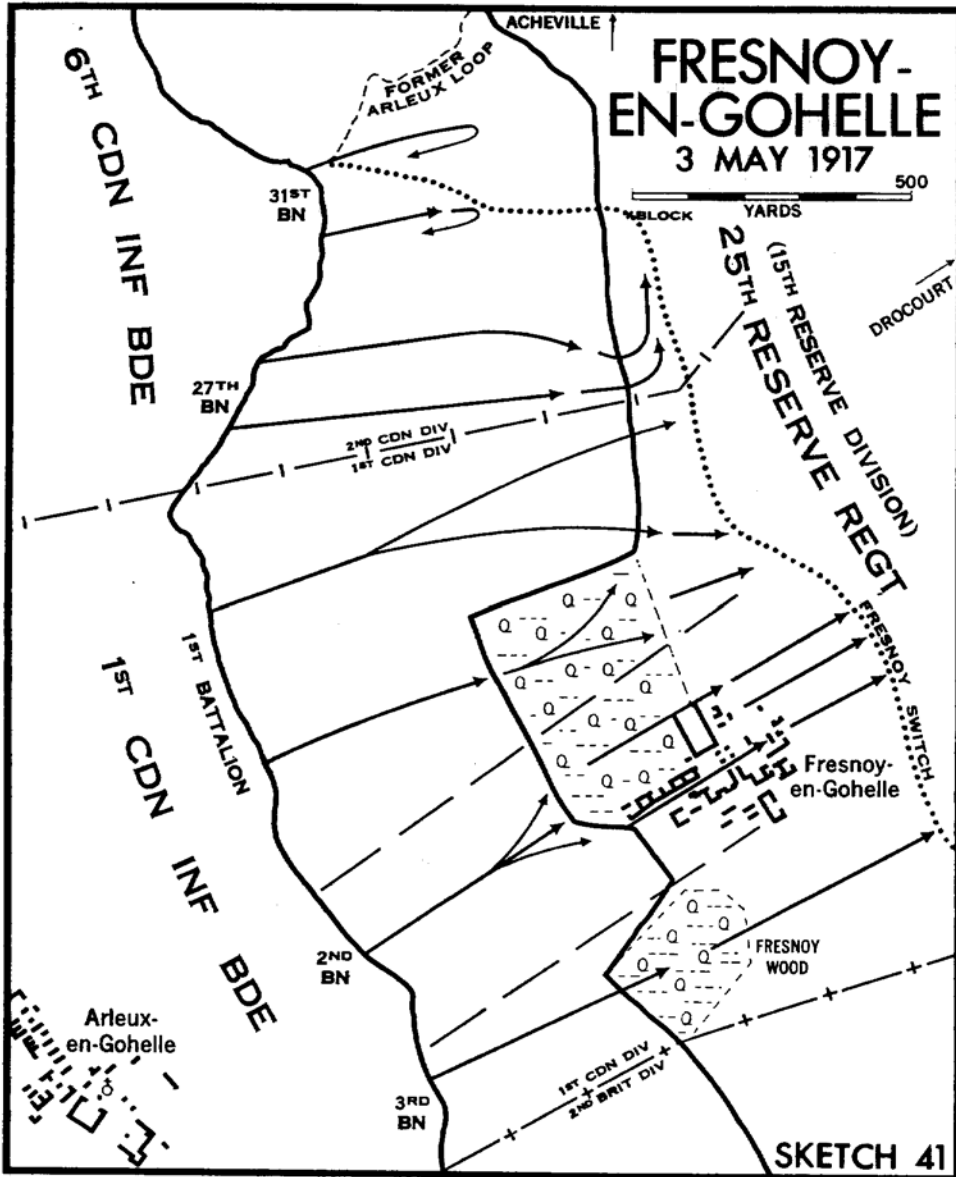 ACHEVILLE
FRESNOY-
EN-GOHELLE
3 MAY 1917
500
YARDS
6TH CDN INF BDE
FORMER
ARLEUX LOOP
31ST
BN
BLOCK
25TH RESERVE REGT
(15TH RESERVE DIVISION)
DROCOURT
27TH
BN
2ND CDN DIV
1ST CDN DIV
1ST BATTALION
1ST CDN INF BDE
FRESNOY SWITCH
Fresnoy-
en-Gohelle
2ND
BN
FRESNOY
WOOD
Arleux-
en-Gohelle
3RD
BN
1ST CDN DIV
2ND BRIT DIV
SKETCH 41